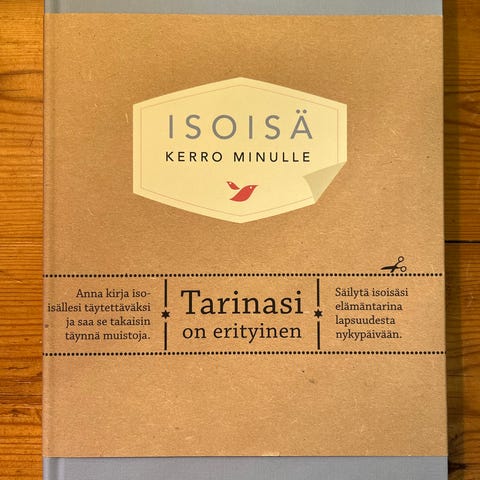 ISOISÄ
KERRO MINULLE
Anna kirja iso-
isällesi täytettäväksi
ja saa se takaisin
täynnä muistoja.
Tarinasi
on erityinen
Säilytä isoisäsi
elämäntarina
lapsuudesta
nykypäivään.